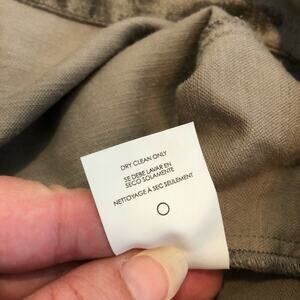 DRY CLEAN ONLY
SE DEBE LAVAR EN
SECO SOLAMENTE
NETTOYAGE À SEC SEULEMENT